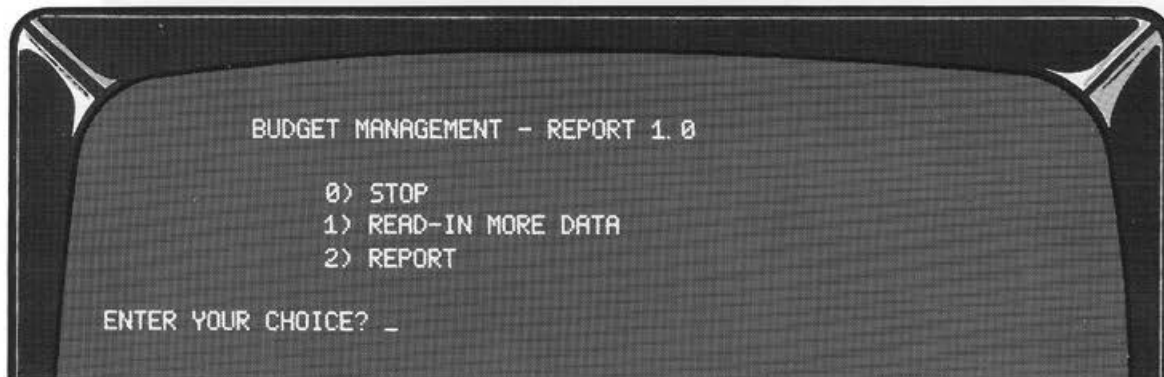 BUDGET MANAGEMENT - REPORT 1.0
0) STOP
1) READ-IN MORE DATA
2) REPORT
ENTER YOUR CHOICE? _